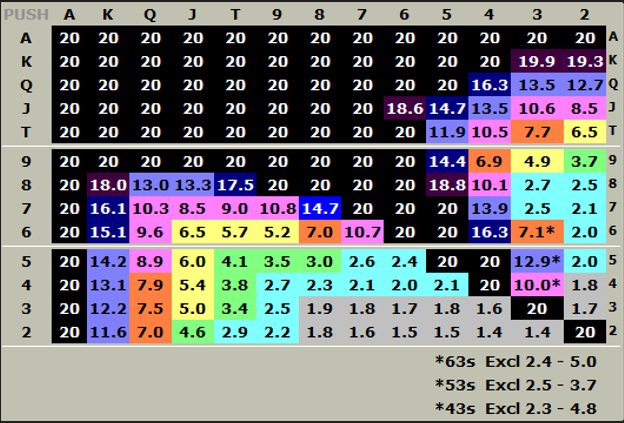 PUSH A K Q J T 9 8 7 6 5 4 3 2
A 20 20 20 20 20 20 20 20 20 20 20 20 20 A
K 20 20 20 20 20 20 20 20 20 20 20 19.9 19.3 K
Q 20 20 20 20 20 20 20 20 20 20 16.3 13.5 12.7 Q
J 20 20 20 20 20 20 20 20 18.6 14.7 13.5 10.6 8.5 J
T 20 20 20 20 20 20 20 20 20 11.9 10.5 7.7 6.5 T
9 20 20 20 20 20 20 20 20 20 14.4 6.9 4.9 3.7 9
8 20 18.0 13.0 13.3 17.5 20 20 20 20 18.8 10.1 2.7 2.5 8
7 20 16.1 10.3 8.5 9.0 10.8 14.7 20 20 20 13.9 2.5 2.1 7
6 20 15.1 9.6 6.5 5.7 5.2 7.0 10.7 20 20 16.3 7.1* 2.0 6
5 20 14.2 8.9 6.0 4.1 3.5 3.0 2.6 2.4 20 20 12.9* 2.0 5
4 20 13.1 7.9 5.4 3.8 2.7 2.3 2.1 2.0 2.1 20 10.0* 1.8 4
3 20 12.2 7.5 5.0 3.4 2.5 1.9 1.8 1.7 1.8 1.6 20 1.7 3
2 20 11.6 7.0 4.6 2.9 2.2 1.8 1.6 1.5 1.5 1.4 1.4 20 2
*63s Excl 2.4 - 5.0
*53s Excl 2.5 - 3.7
*43s Excl 2.3 - 4.8